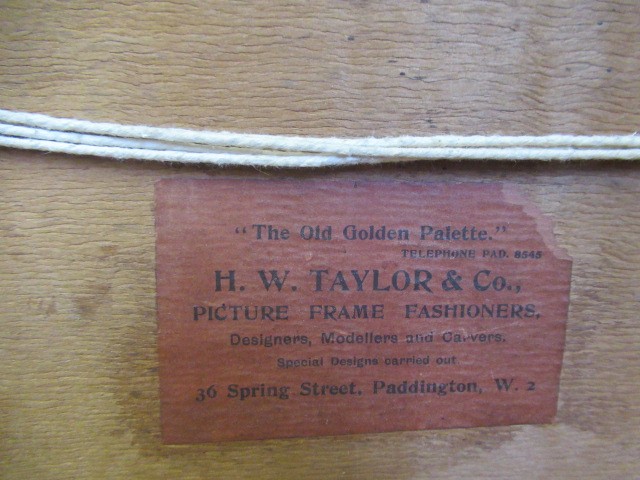 "The Old Golden Palette."
TELEPHONE PAD. 8545
H. W. TAYLOR & Co.,
PICTURE FRAME FASHIONERS,
Designers, Modellers and Carvers.
Special Designs carried out
36 Spring Street, Paddington, W. 2